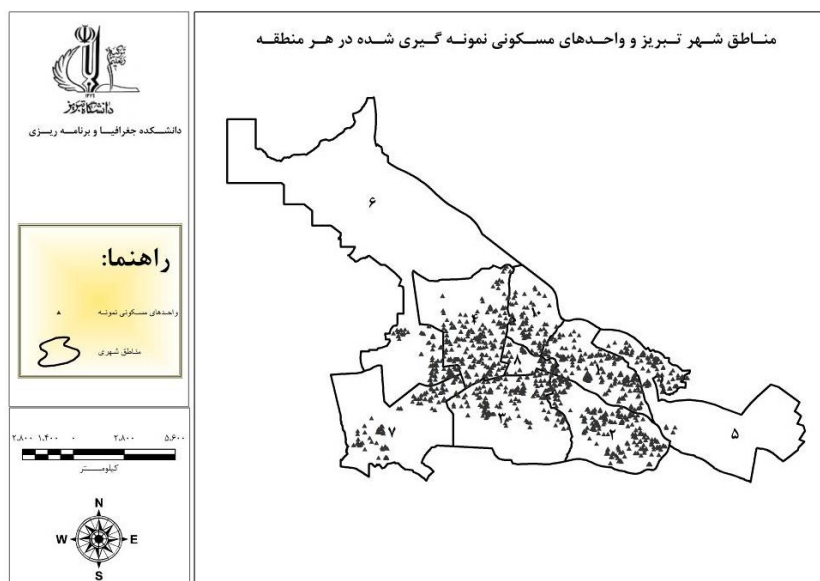 مناطق شهر تبریز و واحدهای مسکونی نمونه گیری شده در هر منطقه
دانشگاه تبریز
دانشکده جغرافیا و برنامه ریزی
راهنما:
واحدهای مسکونی نمونه
مناطق شهری
۲،۸۰۰ ۱،۴۰۰ ۰ ۲،۸۰۰ ۵،۶۰۰
کیلومتر
N
W E
S
۶
۴
۸
۳
۲
۷
۵